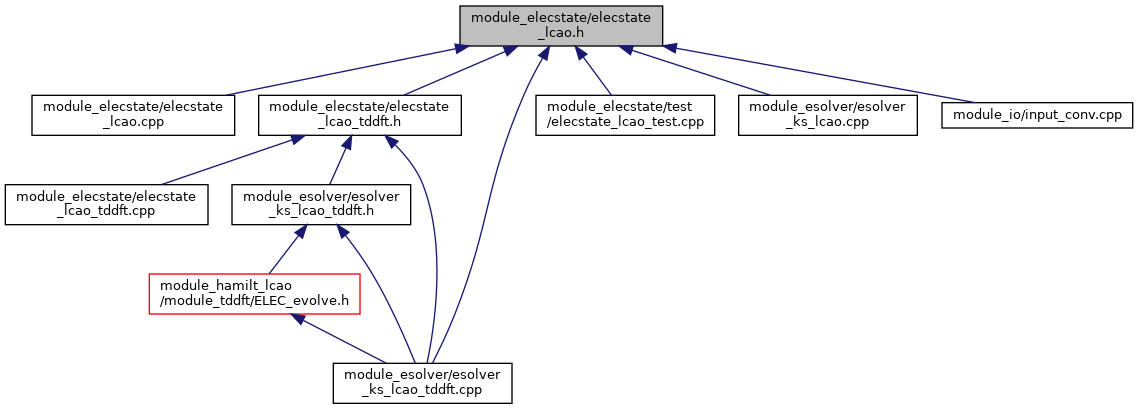 module_elecstate/elecstate
_lcao.h
module_elecstate/elecstate
_lcao.cpp
module_elecstate/elecstate
_lcao_tddft.h
module_elecstate/test
/elecstate_lcao_test.cpp
module_esolver/esolver
_ks_lcao.cpp
module_io/input_conv.cpp
module_elecstate/elecstate
_lcao_tddft.cpp
module_esolver/esolver
_ks_lcao_tddft.h
module_hamilt_lcao
/module_tddft/ELEC_evolve.h
module_esolver/esolver
_ks_lcao_tddft.cpp